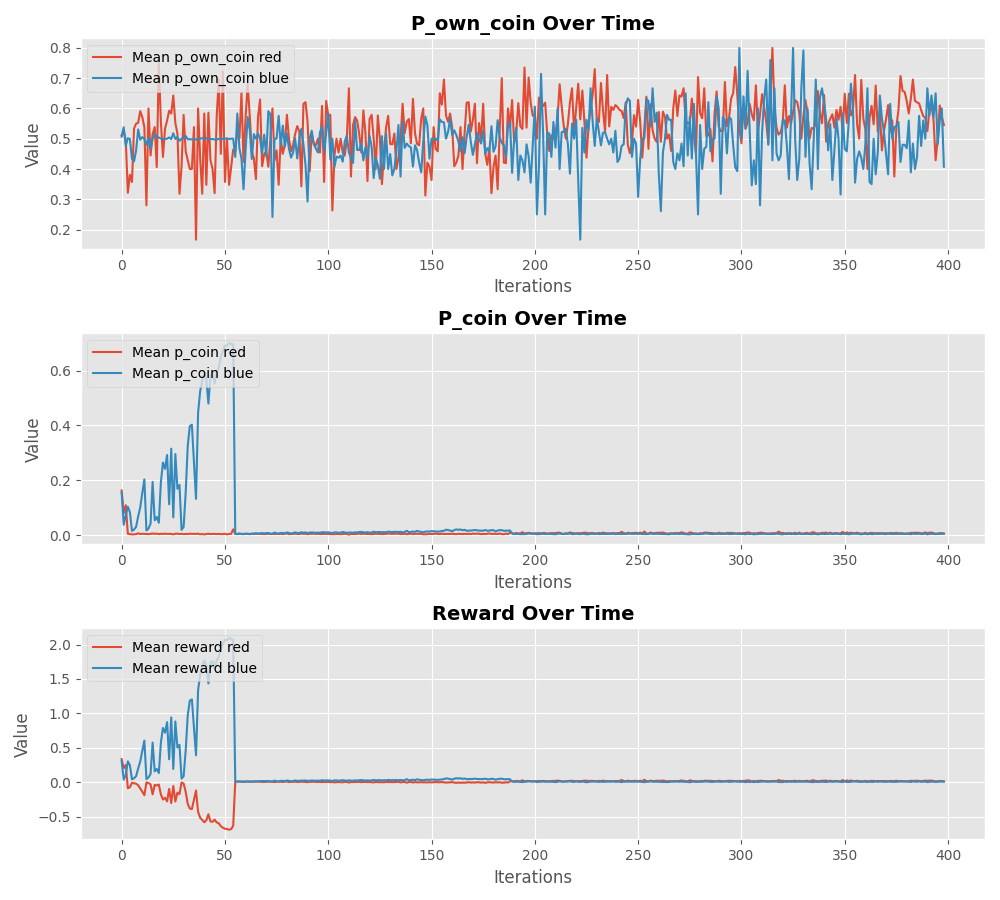 P_own_coin Over Time
Mean p_own_coin red
Mean p_own_coin blue
Value
0.8
0.7
0.6
0.5
0.4
0.3
0.2
0 50 100 150 200 250 300 350 400
Iterations
P_coin Over Time
Mean p_coin red
Mean p_coin blue
Value
0.6
0.4
0.2
0.0
0 50 100 150 200 250 300 350 400
Iterations
Reward Over Time
Mean reward red
Mean reward blue
Value
2.0
1.5
1.0
0.5
0.0
−0.5
0 50 100 150 200 250 300 350 400
Iterations